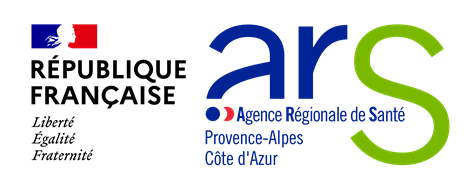 RÉPUBLIQUE
FRANÇAISE
Liberté
Égalité
Fraternité
ars
Agence Régionale de Santé
Provence-Alpes
Côte d'Azur